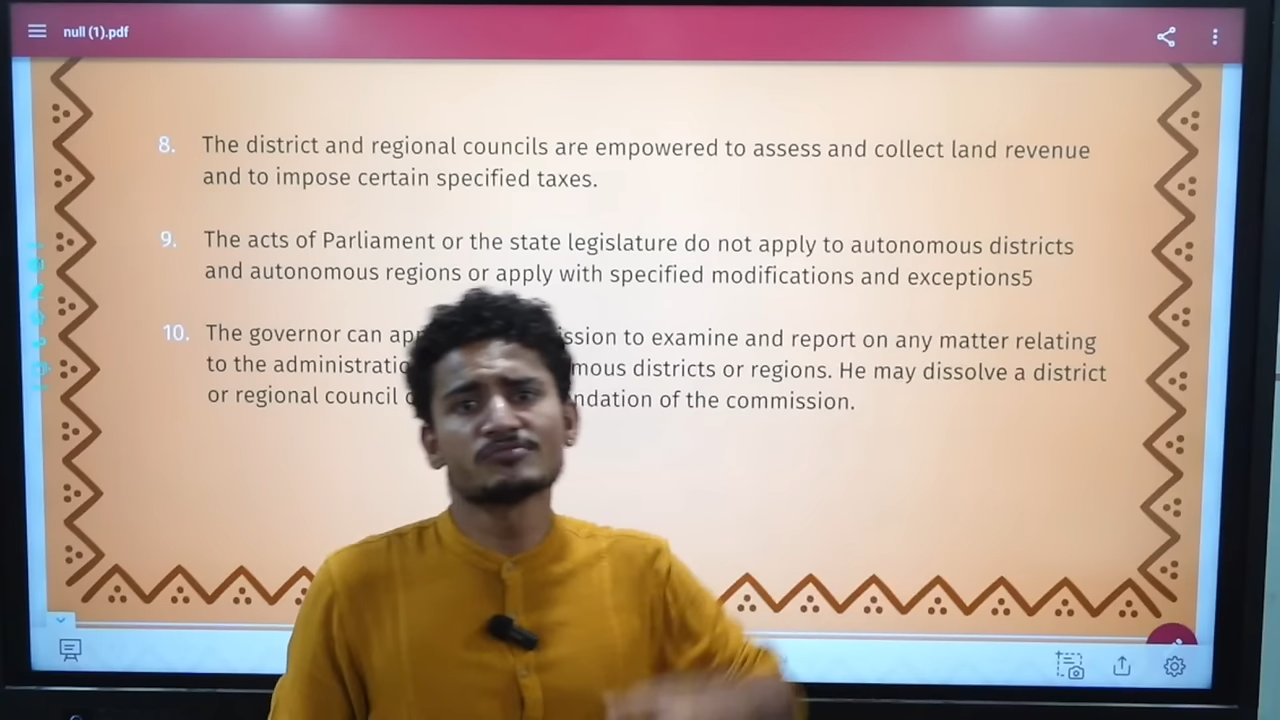 null (1).pdf
8. The district and regional councils are empowered to assess and collect land revenue
and to impose certain specified taxes.
9. The acts of Parliament or the state legislature do not apply to autonomous districts
and autonomous regions or apply with specified modifications and exceptions5
10. The governor can ssion to examine and report on any matter relating
to the mous districts or regions. He may dissolve a district
or regional council ndation of the commission.